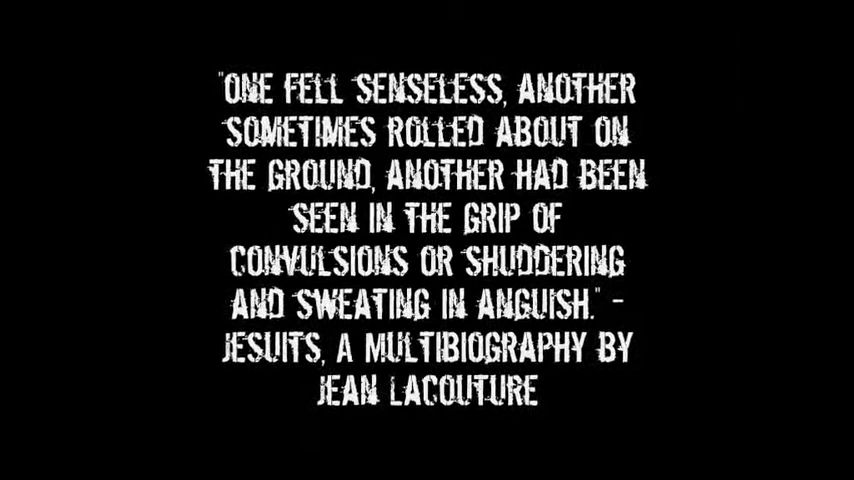 "ONE FELL SENSELESS, ANOTHER
SOMETIMES ROLLED ABOUT ON
THE GROUND, ANOTHER HAD BEEN
SEEN IN THE GRIP OF
CONVULSIONS OR SHUDDERING
AND SWEATING IN ANGUISH." -
JESUITS, A MULTIBIOGRAPHY BY
JEAN LACOUTURE